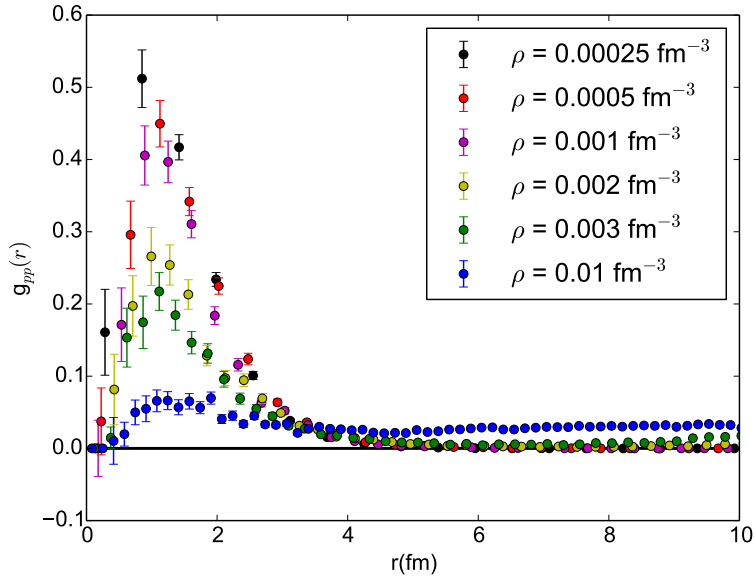 0.6
0.5
0.4
0.3
0.2
0.1
0.0
−0.1
g_{pp}(r)
0
2
4
6
8
10
r(fm)
ρ = 0.00025 fm⁻³
ρ = 0.0005 fm⁻³
ρ = 0.001 fm⁻³
ρ = 0.002 fm⁻³
ρ = 0.003 fm⁻³
ρ = 0.01 fm⁻³